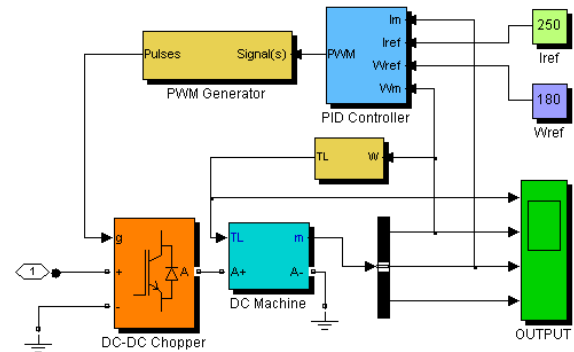 Im
Iref
Wref
Wm
PWM
PID Controller
Pulses
Signal(s)
PWM Generator
250
Iref
180
Wref
TL
W
g
+
-
A
DC-DC Chopper
1
TL
m
A+
A-
DC Machine
OUTPUT